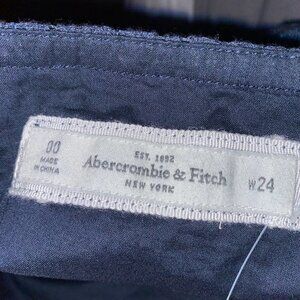 00
MADE
IN CHINA
EST. 1892
Abercrombie & Fitch
NEW YORK
W24